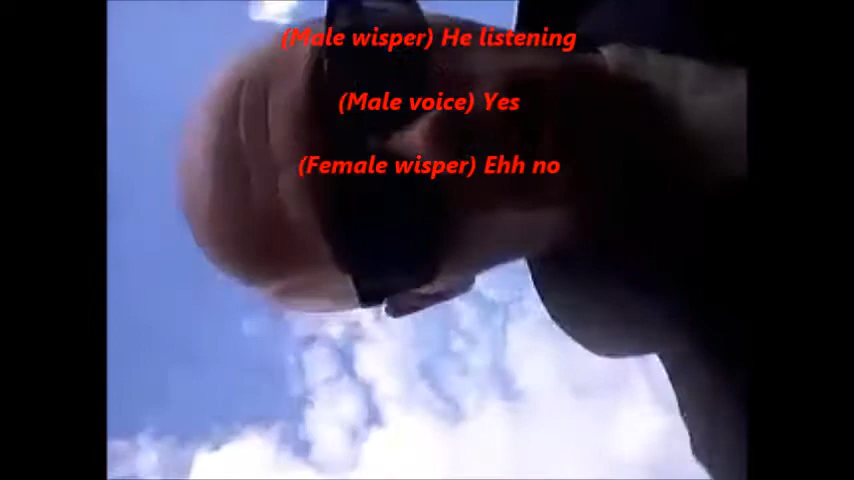 (Male wisper) He listening
(Male voice) Yes
(Female wisper) Ehh no